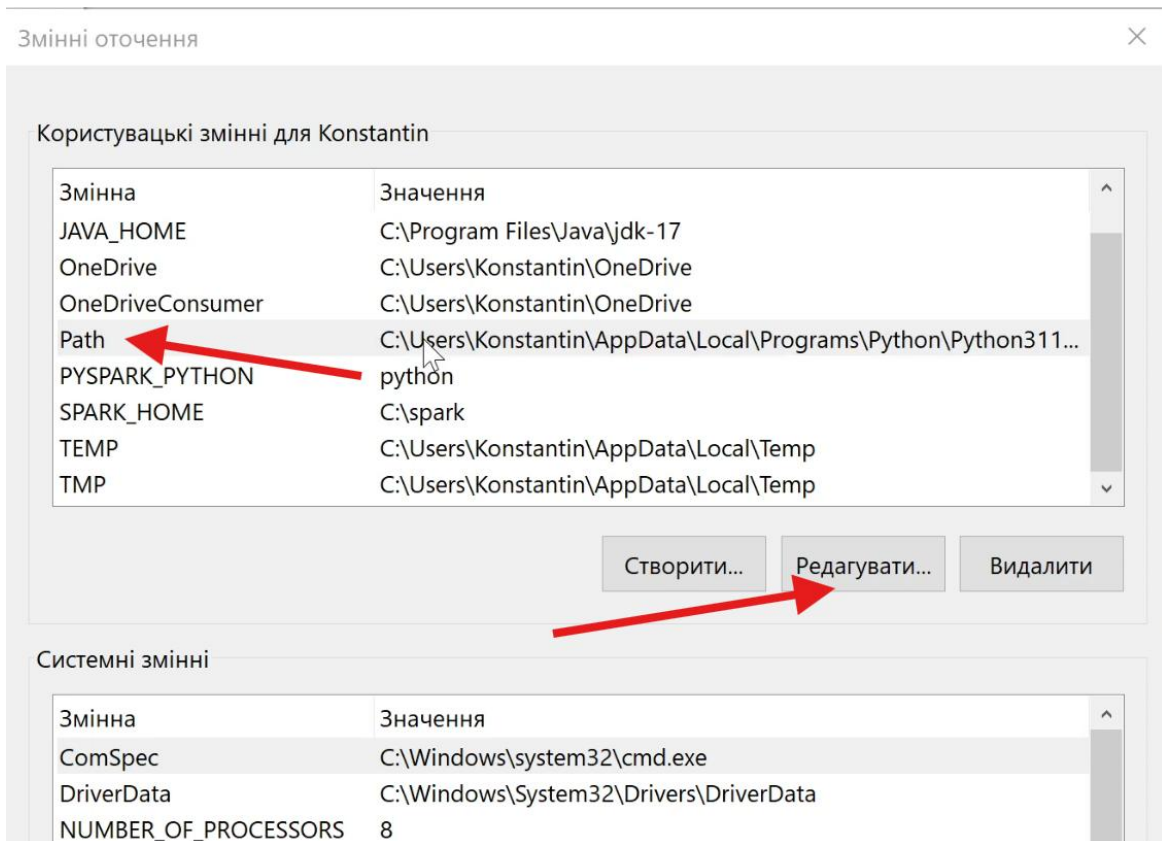 Змінні оточення
Користувацькі змінні для Konstantin
Змінна Значення
JAVA_HOME C:\Program Files\Java\jdk-17
OneDrive C:\Users\Konstantin\OneDrive
OneDriveConsumer C:\Users\Konstantin\OneDrive
Path C:\Users\Konstantin\AppData\Local\Programs\Python\Python311...
PYSPARK_PYTHON python
SPARK_HOME C:\spark
TEMP C:\Users\Konstantin\AppData\Local\Temp
TMP C:\Users\Konstantin\AppData\Local\Temp
Створити... Редагувати... Видалити
Системні змінні
Змінна Значення
ComSpec C:\Windows\system32\cmd.exe
DriverData C:\Windows\System32\Drivers\DriverData
NUMBER_OF_PROCESSORS 8